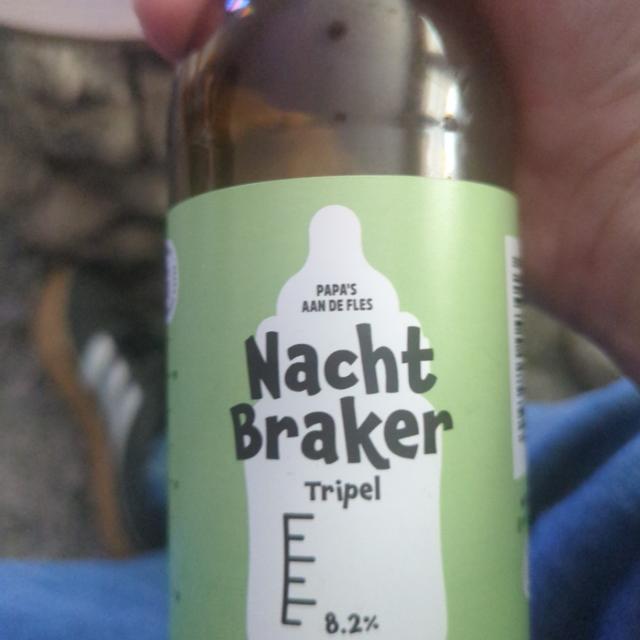 PAPA'S
AAN DE FLES
Nacht
Braker
Tripel
8.2%